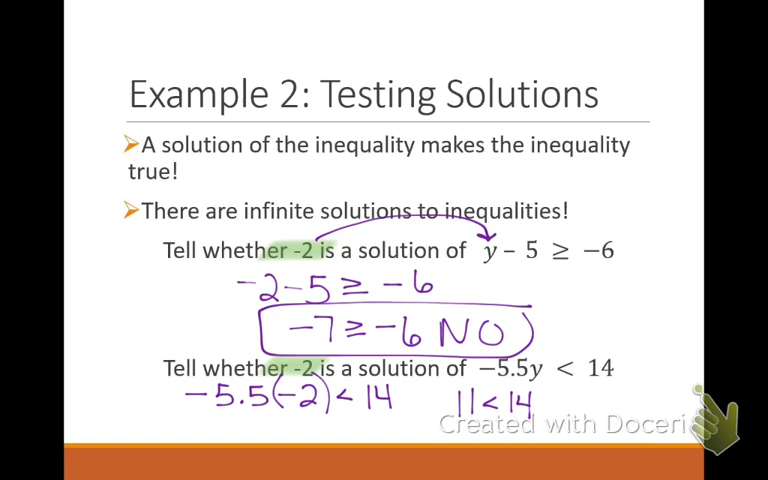 Example 2: Testing Solutions
A solution of the inequality makes the inequality
true!
There are infinite solutions to inequalities!
Tell whether -2 is a solution of y – 5 ≥ −6
-2-5 ≥ -6
-7 ≥ -6 NO
Tell whether -2 is a solution of −5.5y < 14
-5.5(-2) < 14 11 < 14
Created with Doceri